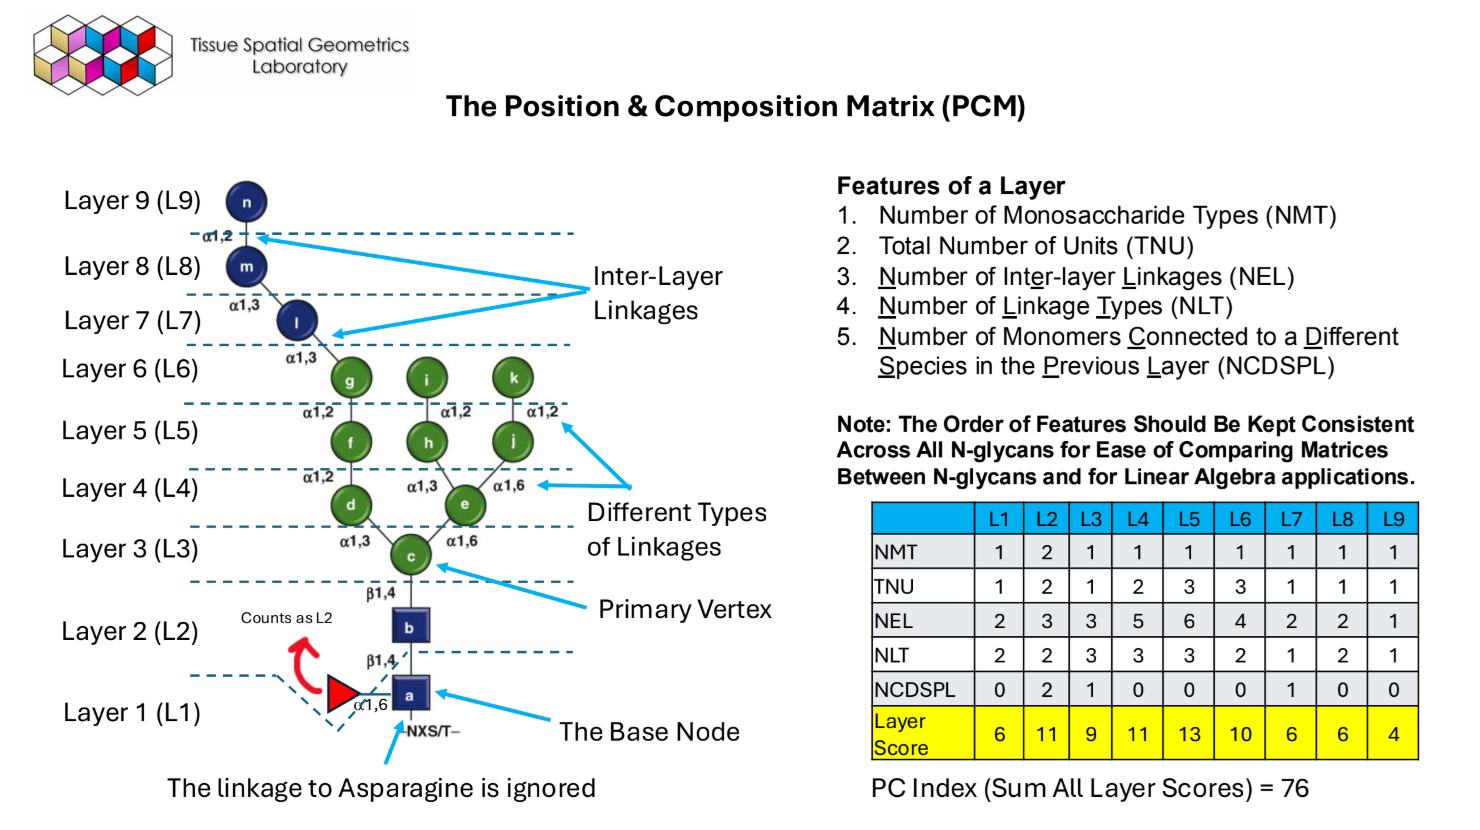 Tissue Spatial Geometrics
Laboratory
The Position & Composition Matrix (PCM)
Layer 9 (L9)
n
α1,2
Layer 8 (L8)
m
α1,3
Layer 7 (L7)
l
α1,3
Inter-Layer
Linkages
Layer 6 (L6)
g
i
k
α1,2
α1,2
α1,2
Layer 5 (L5)
f
h
j
α1,2
α1,3
α1,6
Layer 4 (L4)
d
e
α1,3
α1,6
Different Types
of Linkages
Layer 3 (L3)
c
β1,4
Primary Vertex
Counts as L2
Layer 2 (L2)
b
β1,4
a
α1,6
Layer 1 (L1)
–NXS/T–
The Base Node
The linkage to Asparagine is ignored
Features of a Layer
1. Number of Monosaccharide Types (NMT)
2. Total Number of Units (TNU)
3. Number of Inter-layer Linkages (NEL)
4. Number of Linkage Types (NLT)
5. Number of Monomers Connected to a Different
Species in the Previous Layer (NCDSPL)
Note: The Order of Features Should Be Kept Consistent
Across All N-glycans for Ease of Comparing Matrices
Between N-glycans and for Linear Algebra applications.
L1 L2 L3 L4 L5 L6 L7 L8 L9
NMT 1 2 1 1 1 1 1 1 1
TNU 1 2 1 2 3 3 1 1 1
NEL 2 3 3 5 6 4 2 2 1
NLT 2 2 3 3 3 2 1 2 1
NCDSPL 0 2 1 0 0 0 1 0 0
Layer
Score 6 11 9 11 13 10 6 6 4
PC Index (Sum All Layer Scores) = 76